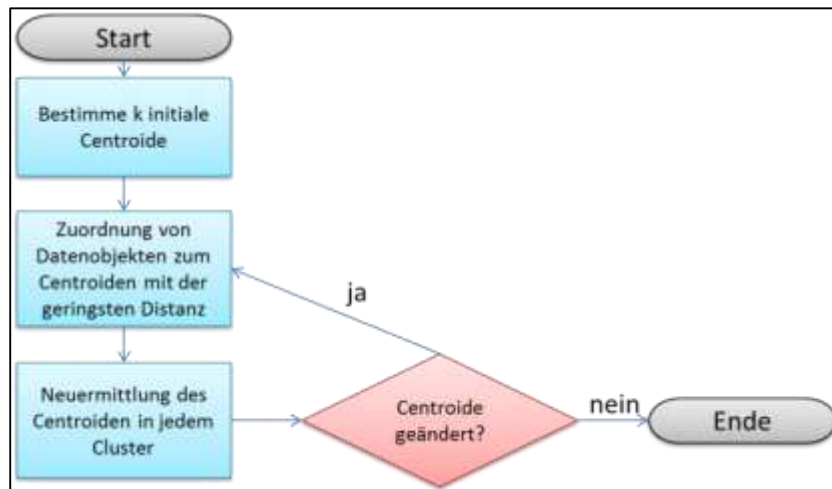 Start
Bestimme k initiale
Centroide
Zuordnung von
Datenobjekten zum
Centroiden mit der
geringsten Distanz
ja
Neuermittlung des
Centroiden in jedem
Cluster
Centroide
geändert?
nein
Ende